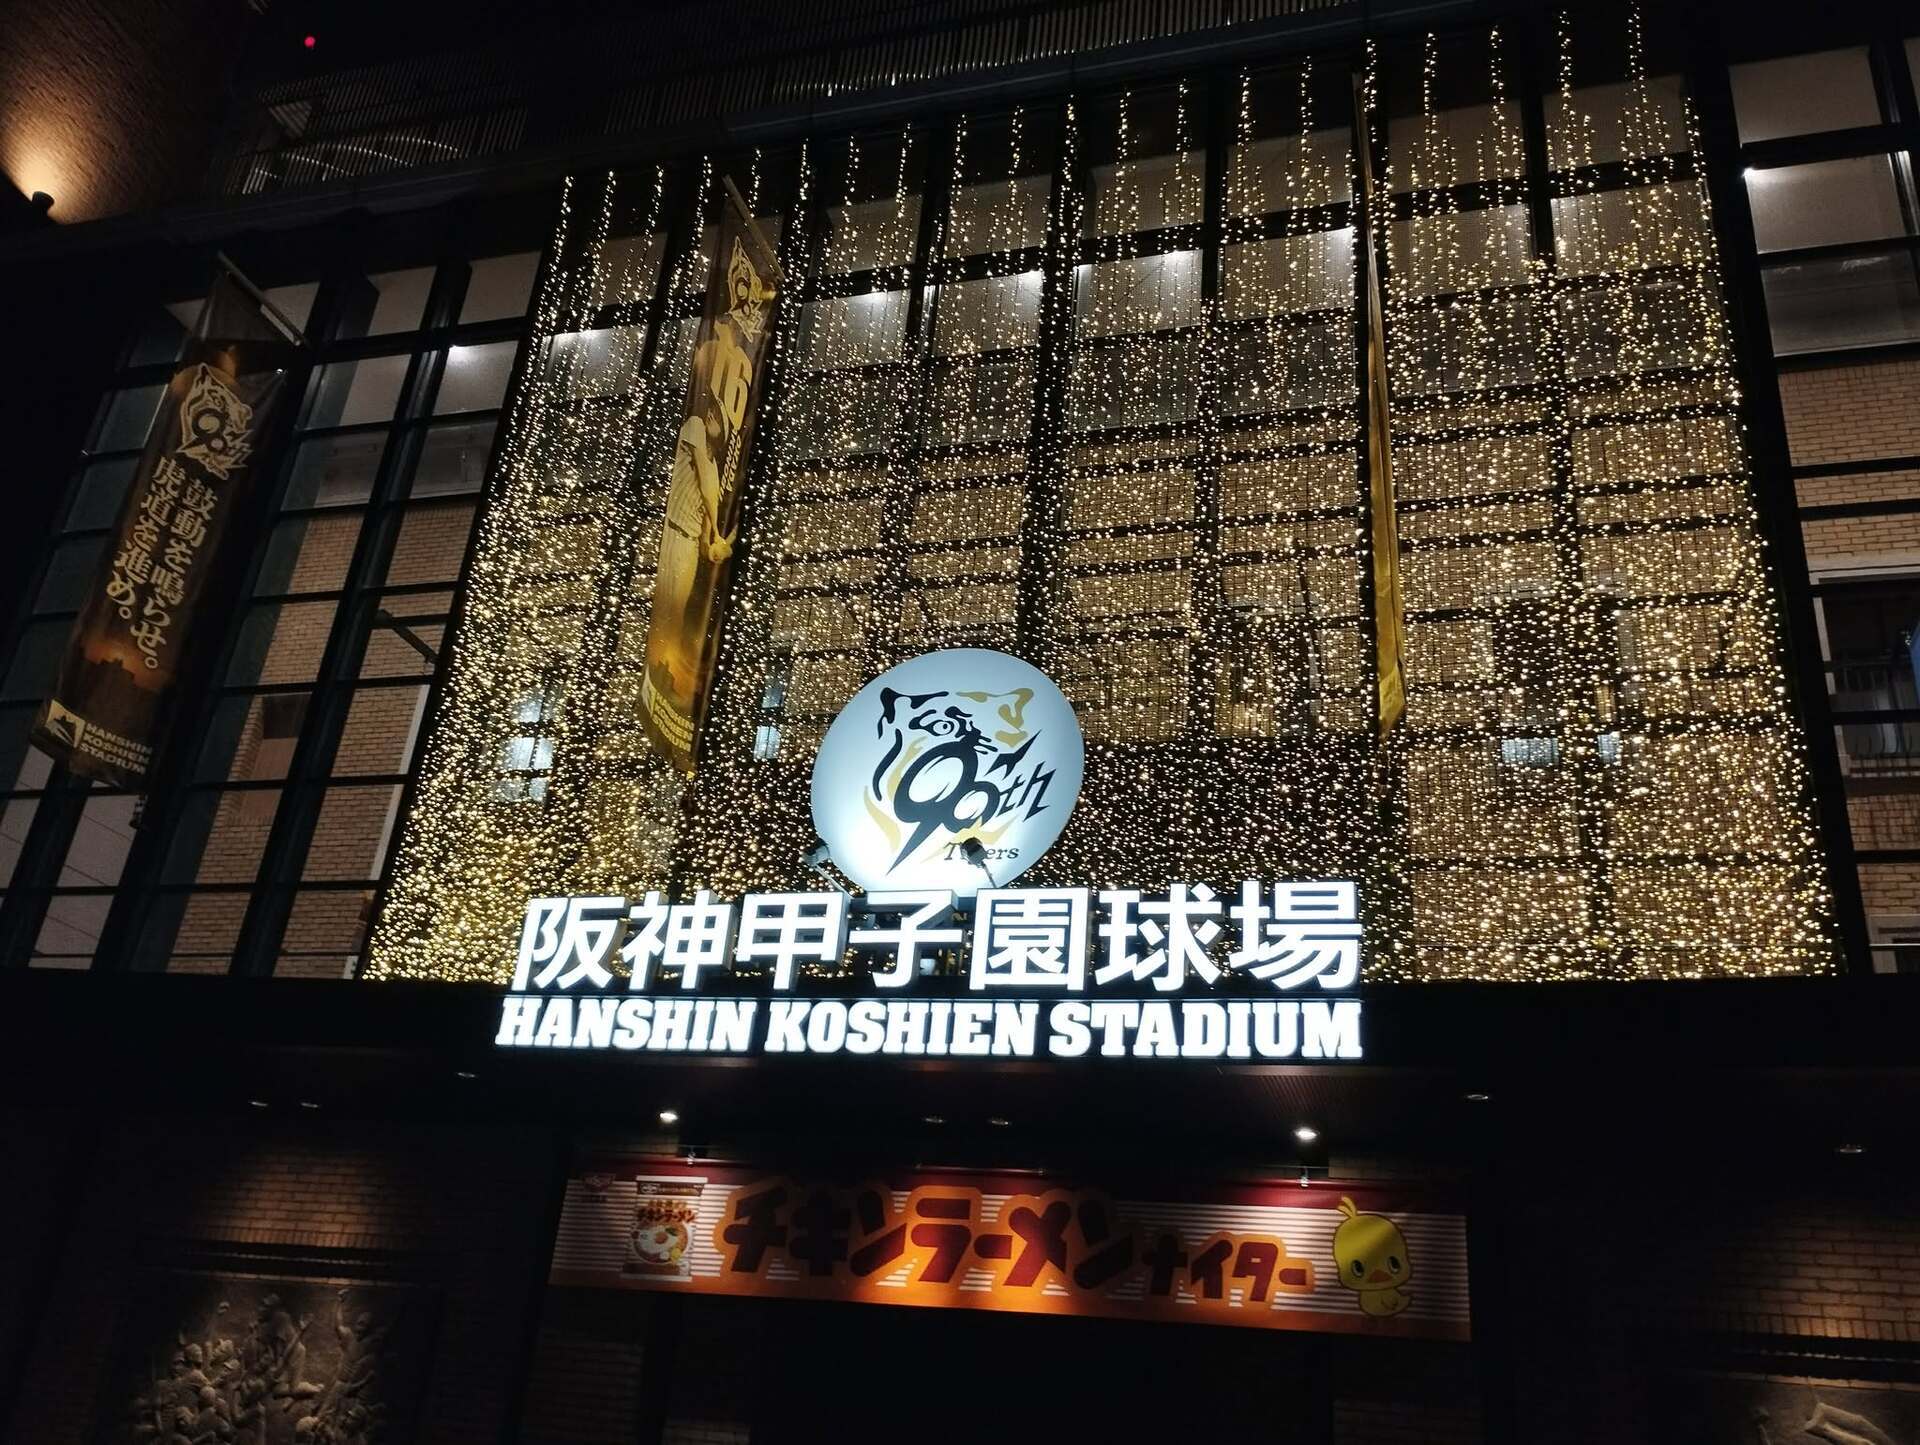 90th
鼓動を鳴らせ。
虎道を進め。
HANSHIN
KOSHIEN
STADIUM
90th
Tigers
阪神甲子園球場
HANSHIN KOSHIEN STADIUM
チキンラーメン
チキンラーメンナイター